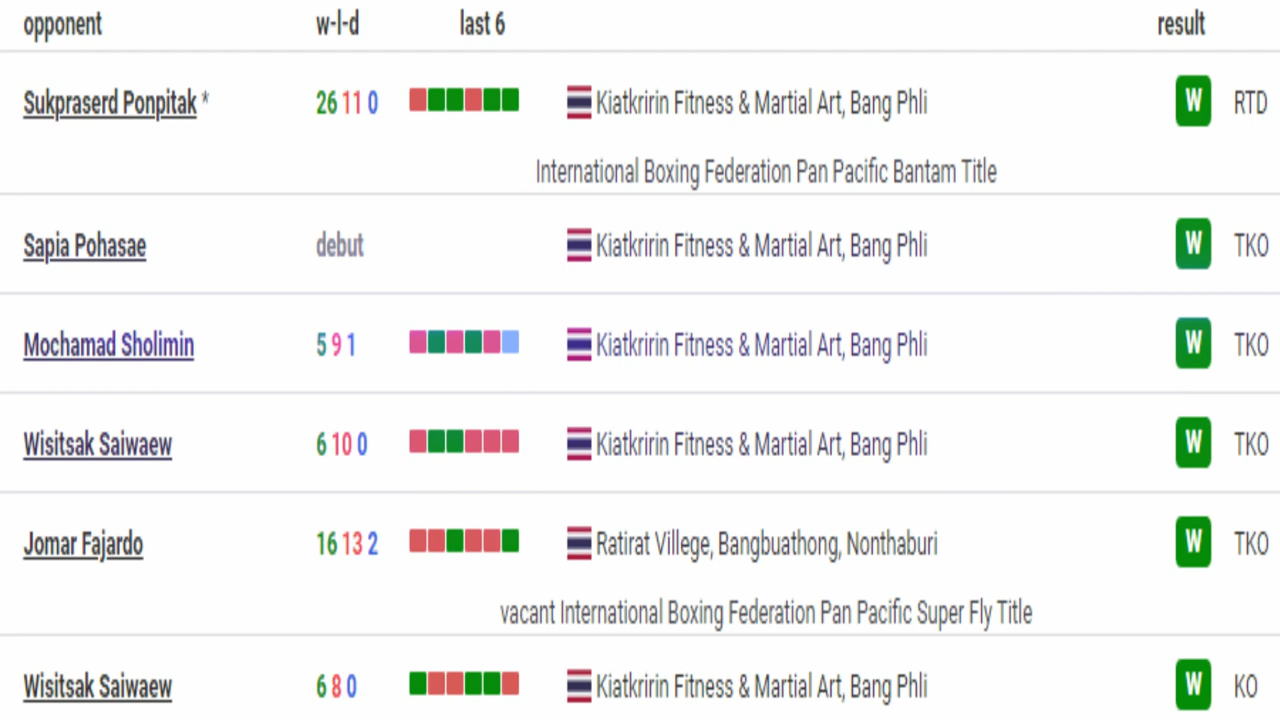 opponent w-l-d last 6 result
Sukpraserd Ponpitak * 26 11 0 Kiatkririn Fitness & Martial Art, Bang Phli W RTD
International Boxing Federation Pan Pacific Bantam Title
Sapia Pohasae debut Kiatkririn Fitness & Martial Art, Bang Phli W TKO
Mochamad Sholimin 5 9 1 Kiatkririn Fitness & Martial Art, Bang Phli W TKO
Wisitsak Saiwaew 6 10 0 Kiatkririn Fitness & Martial Art, Bang Phli W TKO
Jomar Fajardo 16 13 2 Ratirat Villege, Bangbuathong, Nonthaburi W TKO
vacant International Boxing Federation Pan Pacific Super Fly Title
Wisitsak Saiwaew 6 8 0 Kiatkririn Fitness & Martial Art, Bang Phli W KO